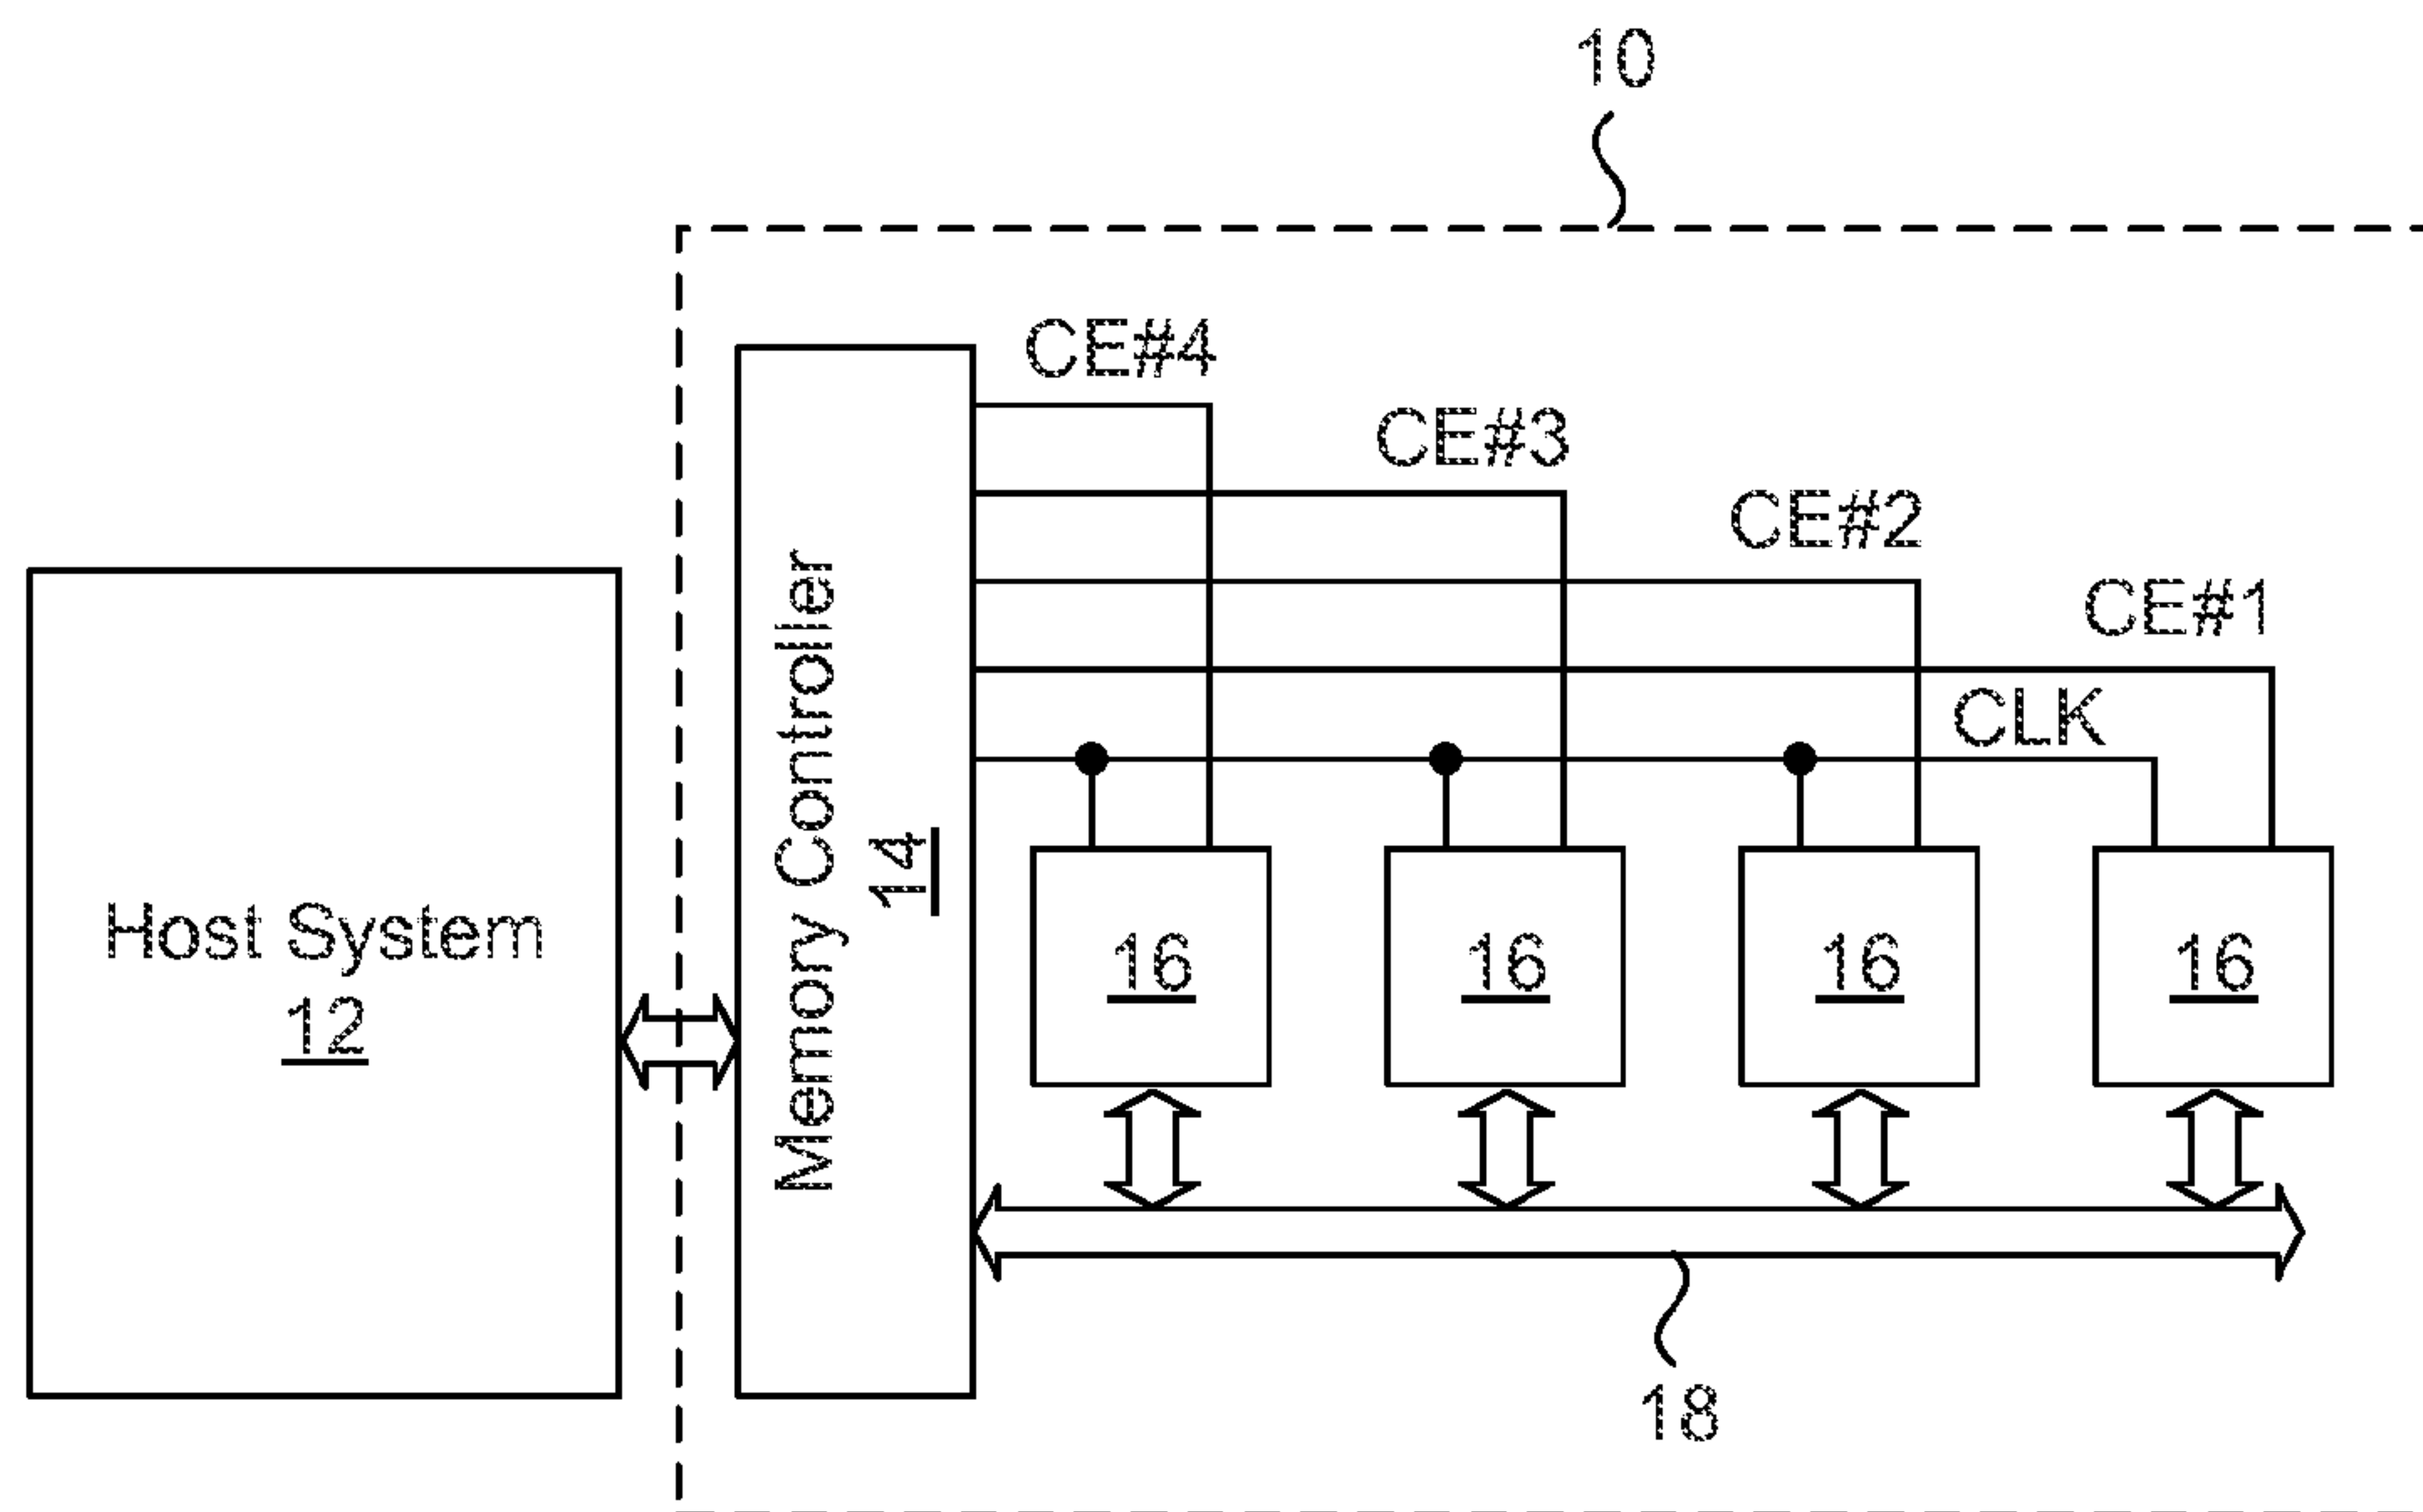 10
CE#4
CE#3
CE#2
CE#1
CLK
Memory Controller
14
Host System
12
16
16
16
16
18